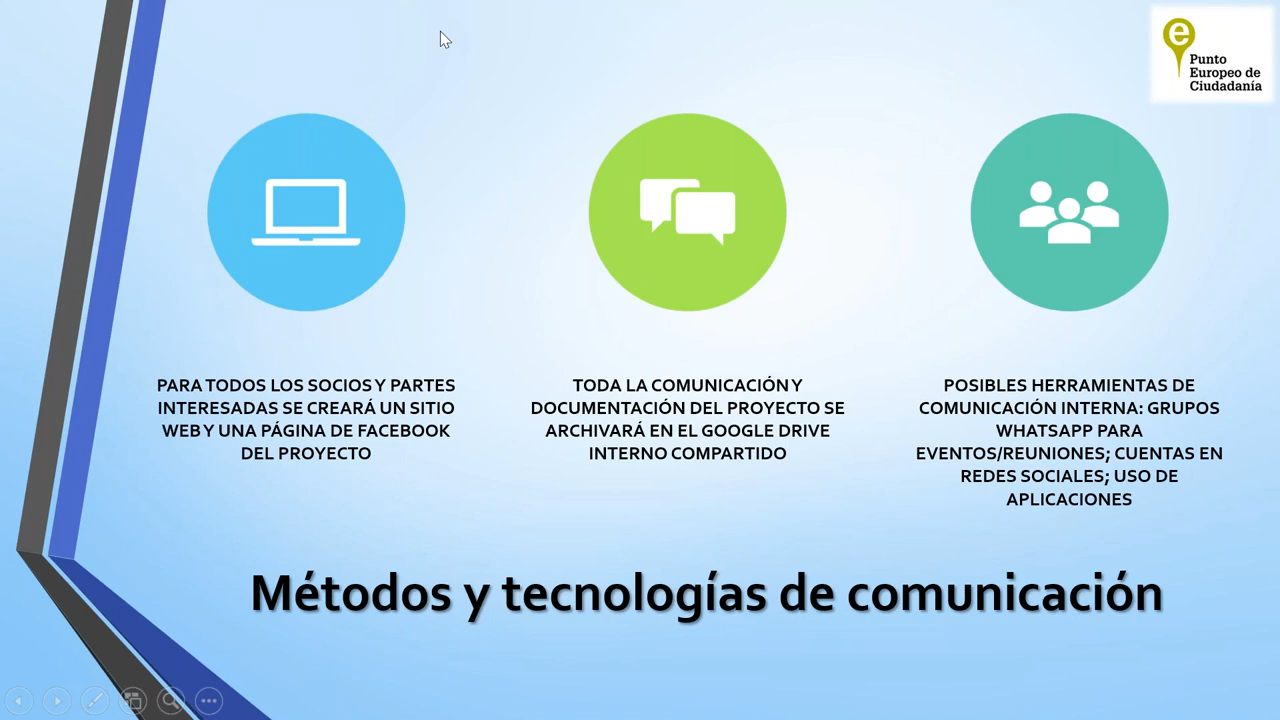 e
Punto
Europeo de
Ciudadanía
PARA TODOS LOS SOCIOS Y PARTES
INTERESADAS SE CREARÁ UN SITIO
WEB Y UNA PÁGINA DE FACEBOOK
DEL PROYECTO
TODA LA COMUNICACIÓN Y
DOCUMENTACIÓN DEL PROYECTO SE
ARCHIVARÁ EN EL GOOGLE DRIVE
INTERNO COMPARTIDO
POSIBLES HERRAMIENTAS DE
COMUNICACIÓN INTERNA: GRUPOS
WHATSAPP PARA
EVENTOS/REUNIONES; CUENTAS EN
REDES SOCIALES; USO DE
APLICACIONES
Métodos y tecnologías de comunicación